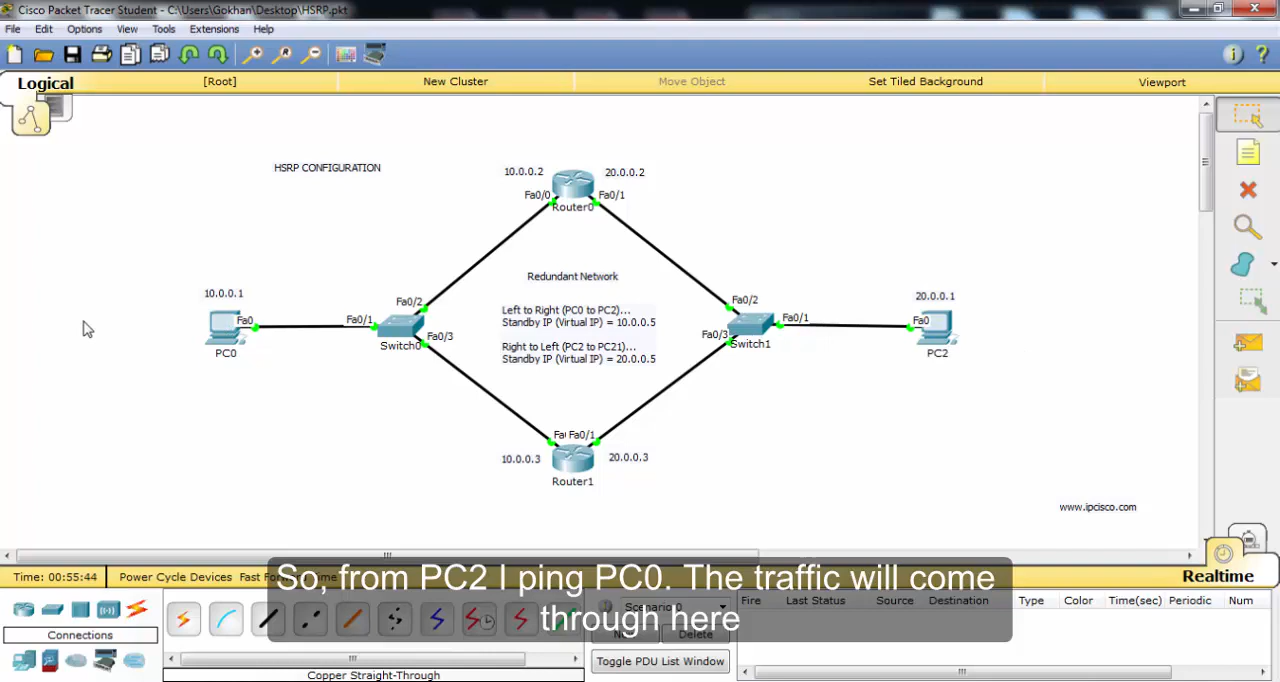 Cisco Packet Tracer Student - C:\Users\Gokhan\Desktop\HSRP.pkt
File Edit Options View Tools Extensions Help
Logical [Root] New Cluster Move Object Set Tiled Background Viewport
HSRP CONFIGURATION
10.0.0.2 20.0.0.2
Fa0/0 Fa0/1
Router0
Redundant Network
10.0.0.1 Fa0/2 Fa0/2 20.0.0.1
Left to Right (PC0 to PC2)...
Standby IP (Virtual IP) = 10.0.0.5
Fa0 Fa0/1 Fa0/3 Fa0/3 Fa0/1 Fa0
PC0 Switch0 Switch1 PC2
Right to Left (PC2 to PC21)...
Standby IP (Virtual IP) = 20.0.0.5
Fa0/1
10.0.0.3 20.0.0.3
Router1
www.ipcisco.com
So, from PC2 I ping PC0. The traffic will come
through here
Time: 00:55:44 Power Cycle Devices Fast Forward Time Realtime
Scenario 0 Fire Last Status Source Destination Type Color Time(sec) Periodic Num
Connections Delete
Toggle PDU List Window
Copper Straight-Through